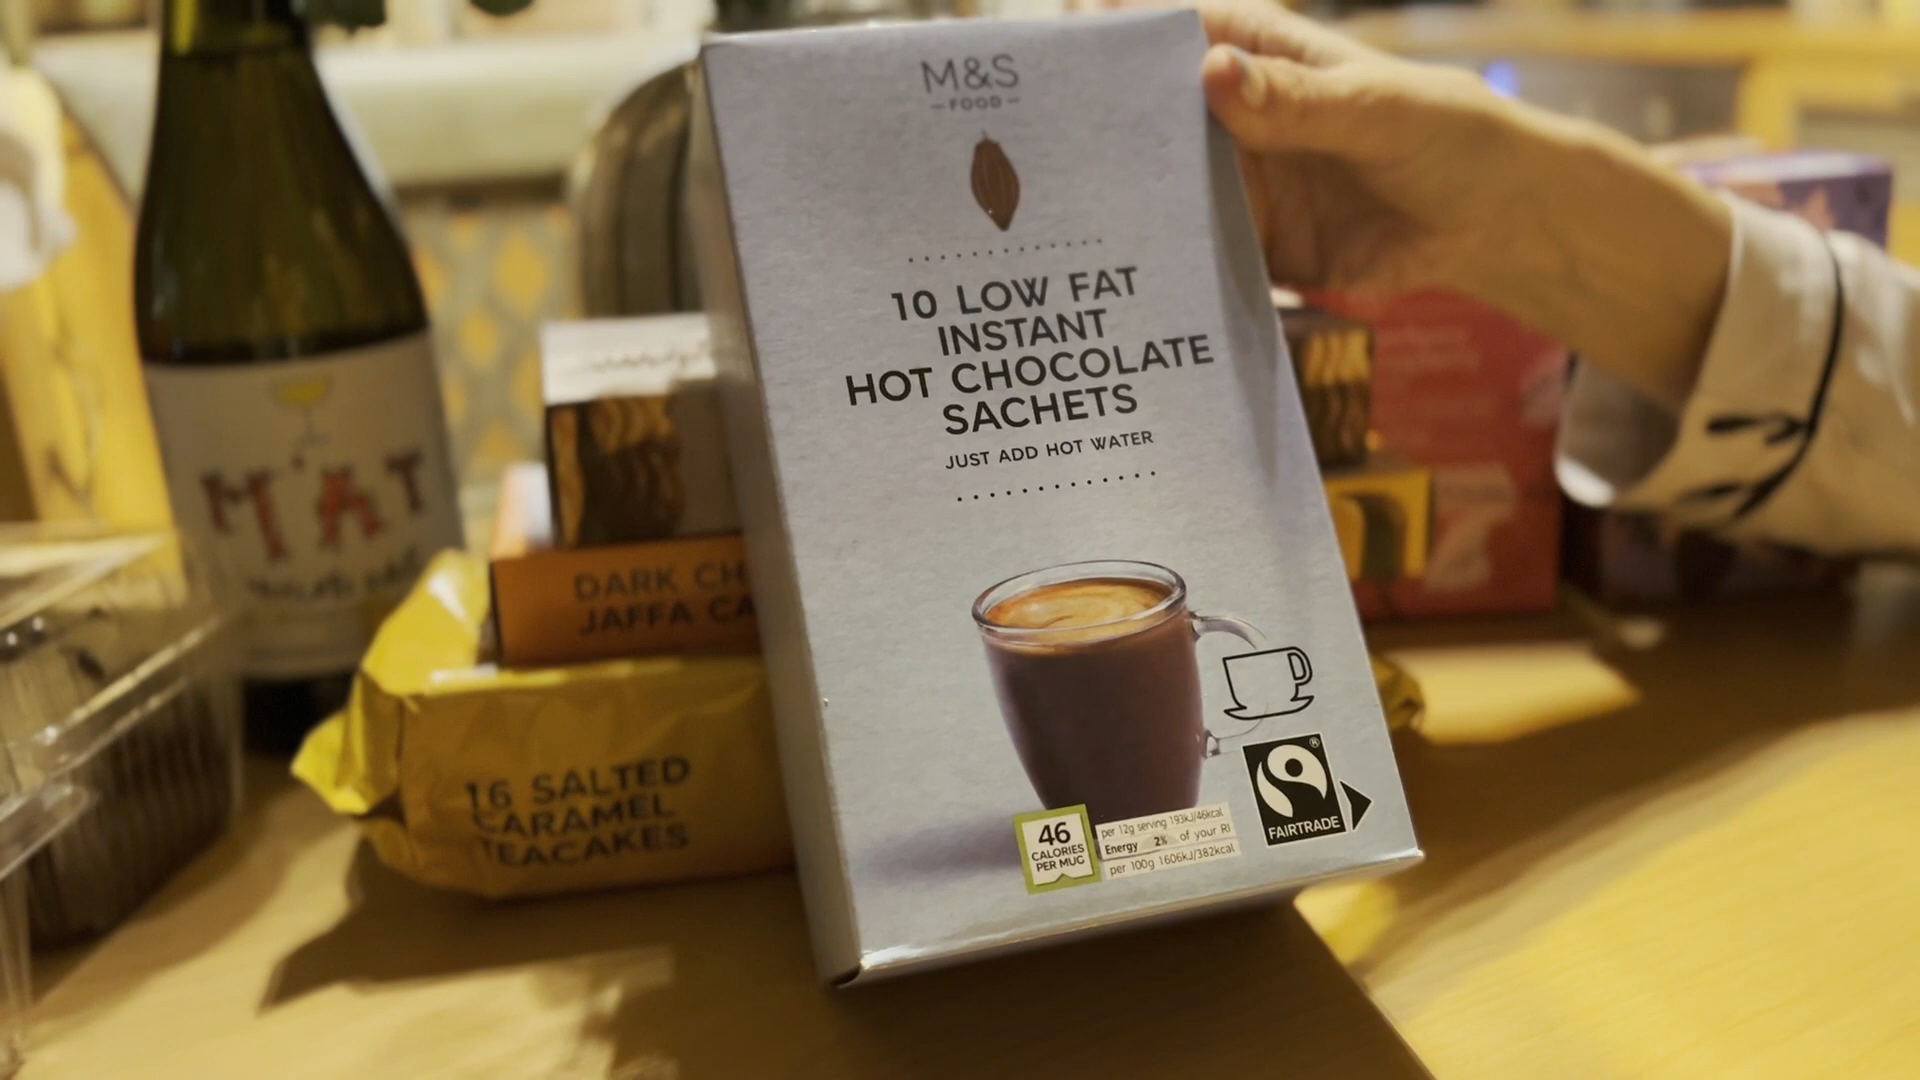 M&S
FOOD
10 LOW FAT
INSTANT
HOT CHOCOLATE
SACHETS
JUST ADD HOT WATER
46
CALORIES
PER MUG
per 12g serving 193kJ/46kcal
Energy 2% of your RI
per 100g 1606kJ/382kcal
®
FAIRTRADE
M'AT
DARK CH
JAFFA CA
16 SALTED
CARAMEL
TEACAKES